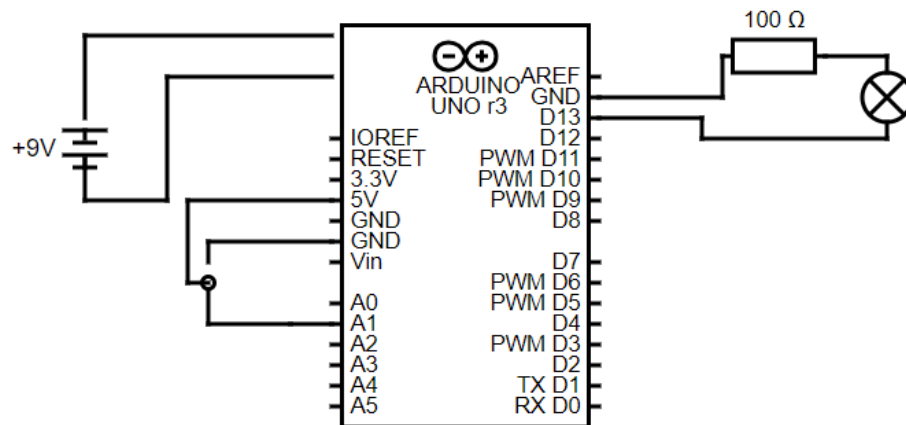 100 Ω
ARDUINO
UNO r3
+9V
IOREF
RESET
3.3V
5V
GND
GND
Vin
A0
A1
A2
A3
A4
A5
AREF
GND
D13
D12
PWM D11
PWM D10
PWM D9
D8
D7
PWM D6
PWM D5
D4
PWM D3
D2
TX D1
RX D0